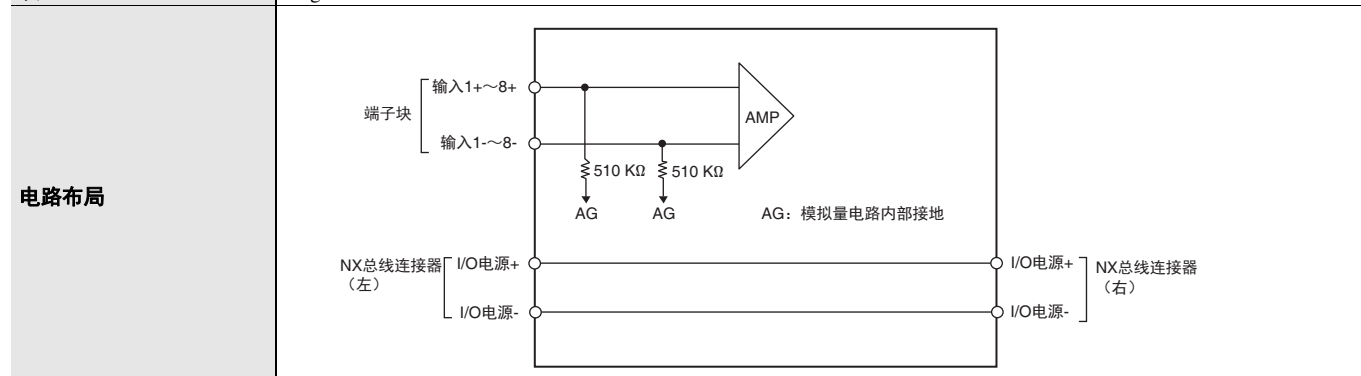 电路布局
端子块
输入1+～8+
输入1-～8-
AMP
510 KΩ
510 KΩ
AG
AG
AG：模拟量电路内部接地
NX总线连接器
（左）
I/O电源+
I/O电源-
I/O电源+
I/O电源-
NX总线连接器
（右）